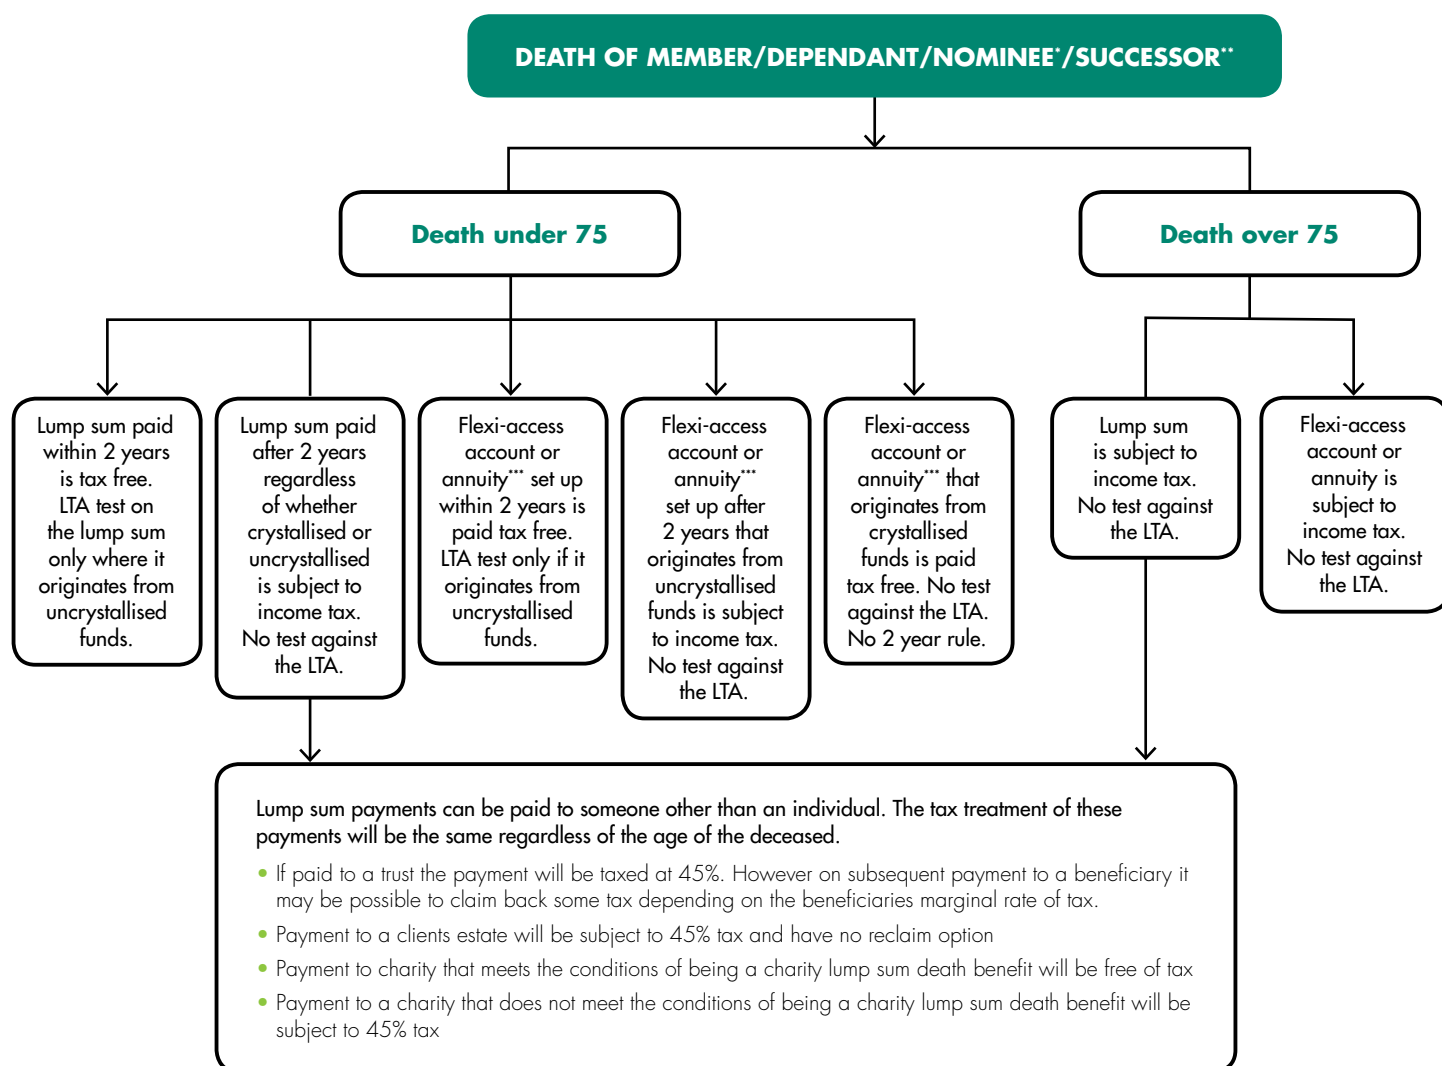 DEATH OF MEMBER/DEPENDANT/NOMINEE*/SUCCESSOR**
Death under 75
Death over 75
Lump sum paid
within 2 years
is tax free.
LTA test on
the lump sum
only where it
originates from
uncrystallised
funds.
Lump sum paid
after 2 years
regardless
of whether
crystallised or
uncrystallised
is subject to
income tax.
No test against
the LTA.
Flexi-access
account or
annuity*** set up
within 2 years is
paid tax free.
LTA test only if it
originates from
uncrystallised
funds.
Flexi-access
account or
annuity***
set up after
2 years that
originates from
uncrystallised
funds is subject
to income tax.
No test against
the LTA.
Flexi-access
account or
annuity*** that
originates from
crystallised
funds is paid
tax free. No test
against the LTA.
No 2 year rule.
Lump sum
is subject to
income tax.
No test against
the LTA.
Flexi-access
account or
annuity is
subject to
income tax.
No test against
the LTA.
Lump sum payments can be paid to someone other than an individual. The tax treatment of these
payments will be the same regardless of the age of the deceased.
• If paid to a trust the payment will be taxed at 45%. However on subsequent payment to a beneficiary it
may be possible to claim back some tax depending on the beneficiaries marginal rate of tax.
• Payment to a clients estate will be subject to 45% tax and have no reclaim option
• Payment to charity that meets the conditions of being a charity lump sum death benefit will be free of tax
• Payment to a charity that does not meet the conditions of being a charity lump sum death benefit will be
subject to 45% tax